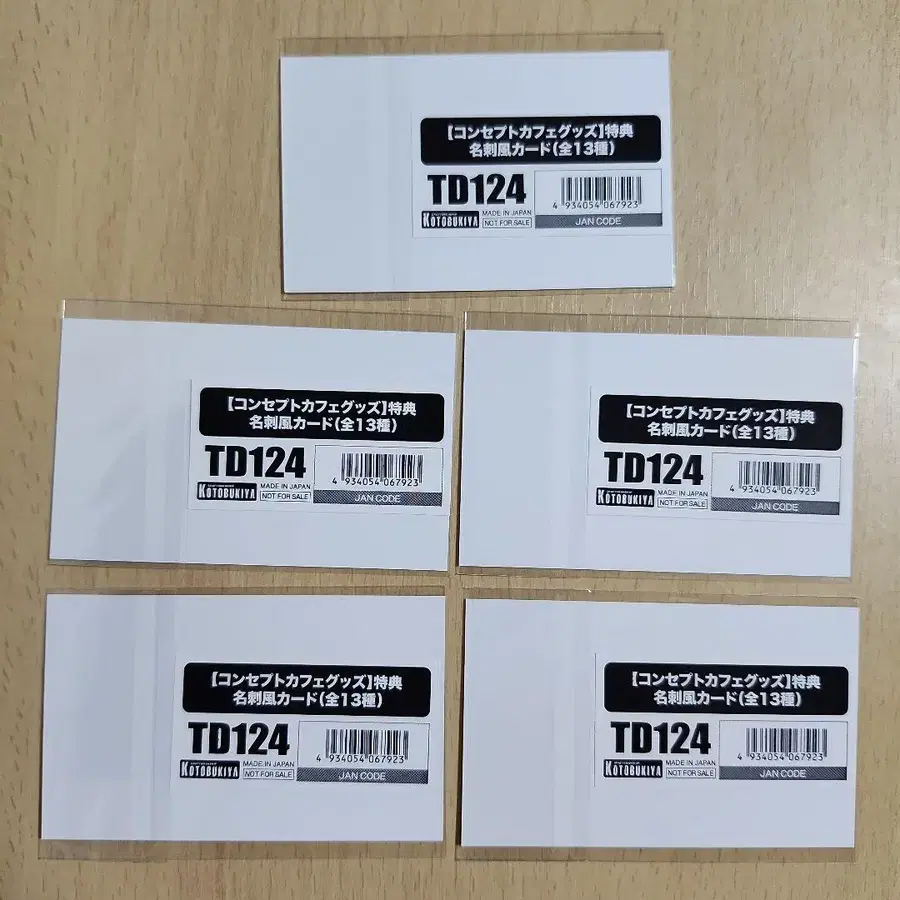 【コンセプトカフェグッズ】特典
名刺風カード(全13種)
TD124
4 934054 067923
KOTOBUKIYA
MADE IN JAPAN
NOT FOR SALE
JAN CODE
【コンセプトカフェグッズ】特典
名刺風カード(全13種)
TD124
4 934054 067923
KOTOBUKIYA
MADE IN JAPAN
NOT FOR SALE
JAN CODE
【コンセプトカフェグッズ】特典
名刺風カード(全13種)
TD124
4 934054 067923
KOTOBUKIYA
MADE IN JAPAN
NOT FOR SALE
JAN CODE
【コンセプトカフェグッズ】特典
名刺風カード(全13種)
TD124
4 934054 067923
KOTOBUKIYA
MADE IN JAPAN
NOT FOR SALE
JAN CODE
【コンセプトカフェグッズ】特典
名刺風カード(全13種)
TD124
4 934054 067923
KOTOBUKIYA
MADE IN JAPAN
NOT FOR SALE
JAN CODE